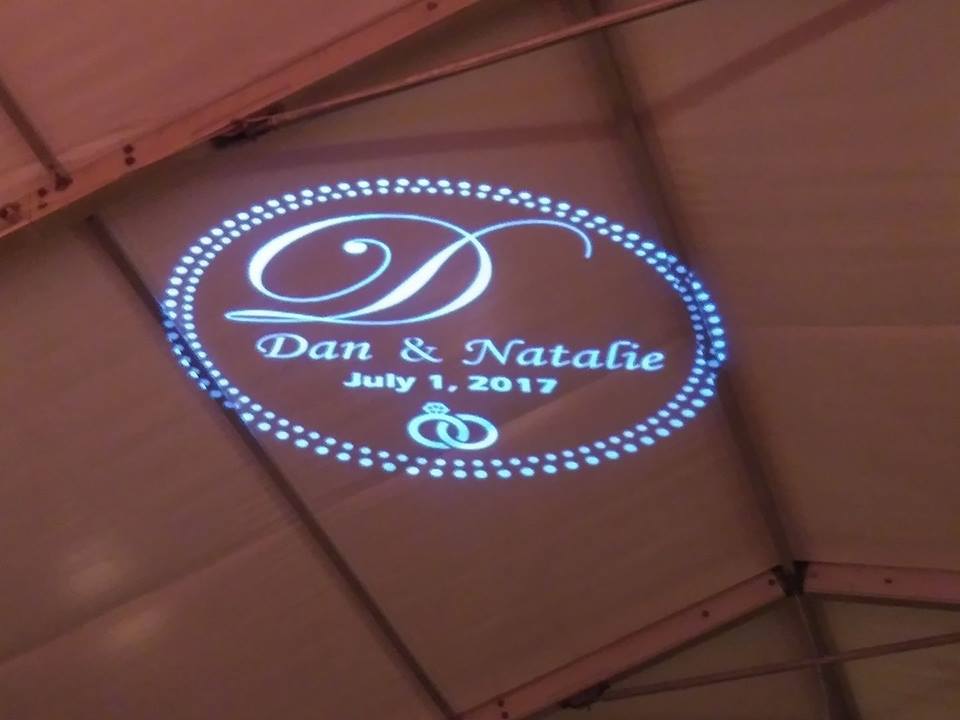 D
Dan & Natalie
July 1, 2017